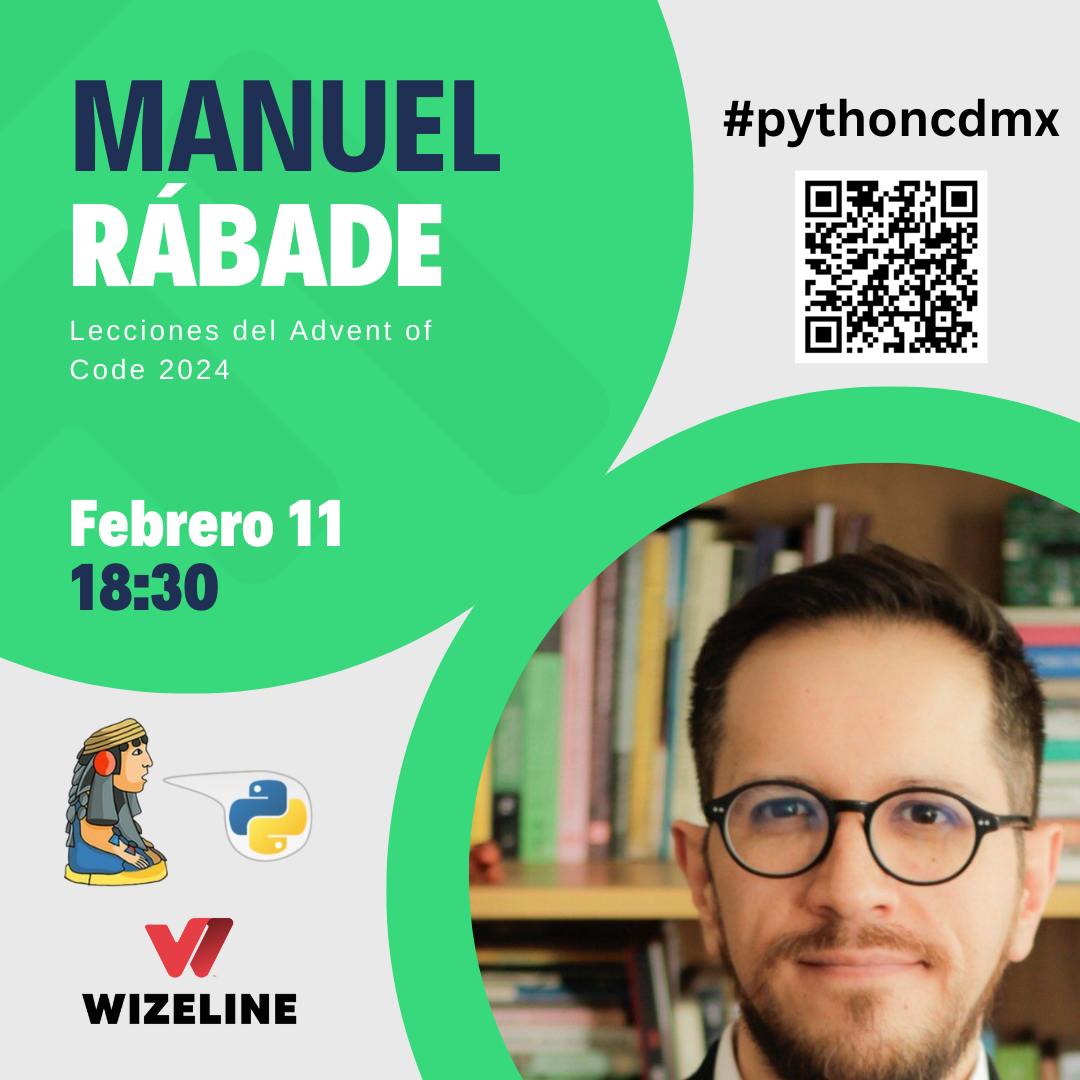 MANUEL
RÁBADE
Lecciones del Advent of
Code 2024
Febrero 11
18:30
#pythoncdmx
WIZELINE